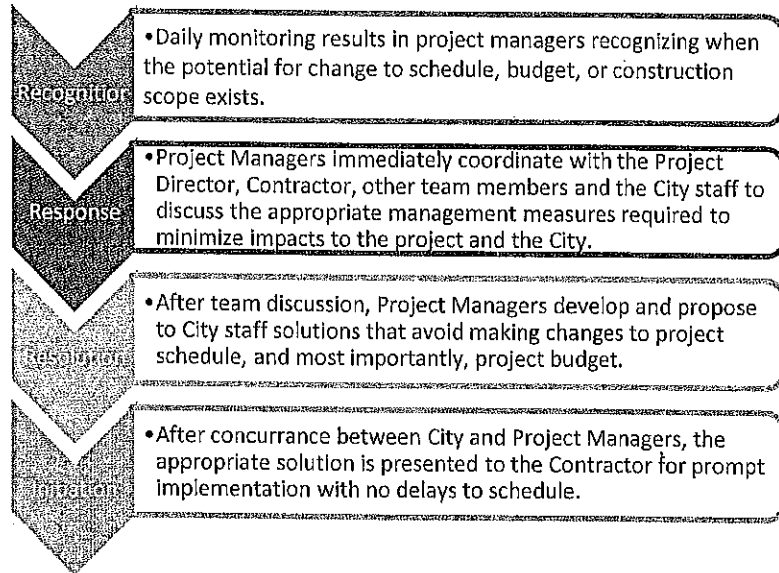 Recognition
•Daily monitoring results in project managers recognizing when
the potential for change to schedule, budget, or construction
scope exists.
Response
•Project Managers immediately coordinate with the Project
Director, Contractor, other team members and the City staff to
discuss the appropriate management measures required to
minimize impacts to the project and the City.
Resolution
•After team discussion, Project Managers develop and propose
to City staff solutions that avoid making changes to project
schedule, and most importantly, project budget.
•After concurrance between City and Project Managers, the
appropriate solution is presented to the Contractor for prompt
implementation with no delays to schedule.